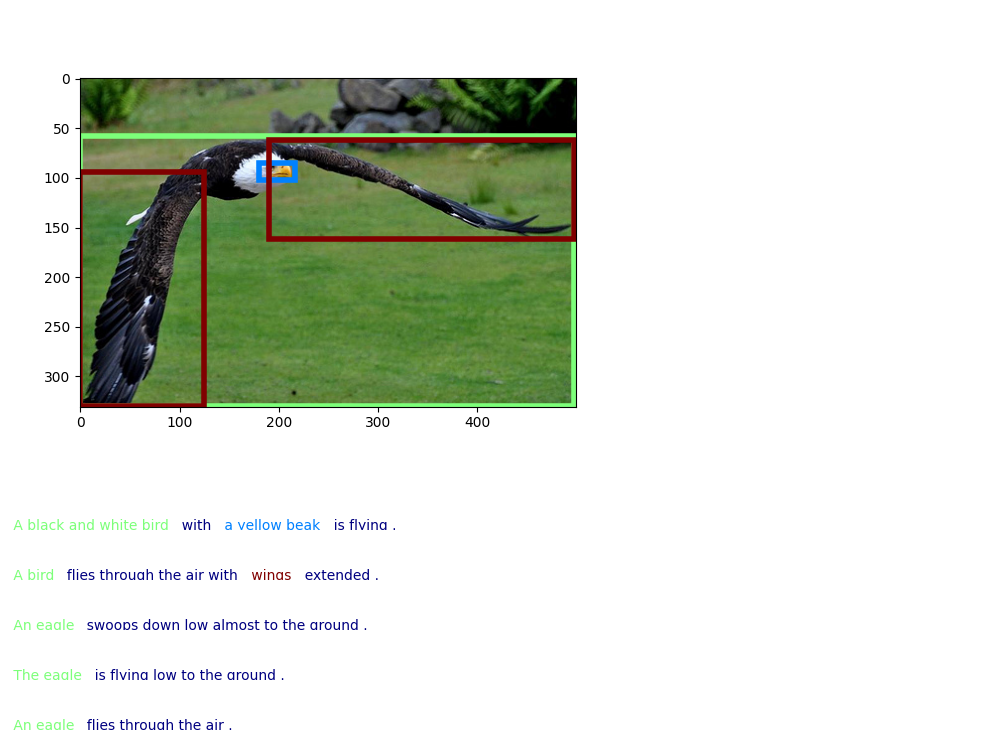 0
50
100
150
200
250
300
0 100 200 300 400
A black and white bird with a yellow beak is flying .
A bird flies through the air with wings extended .
An eagle swoops down low almost to the ground .
The eagle is flying low to the ground .
An eagle flies through the air .